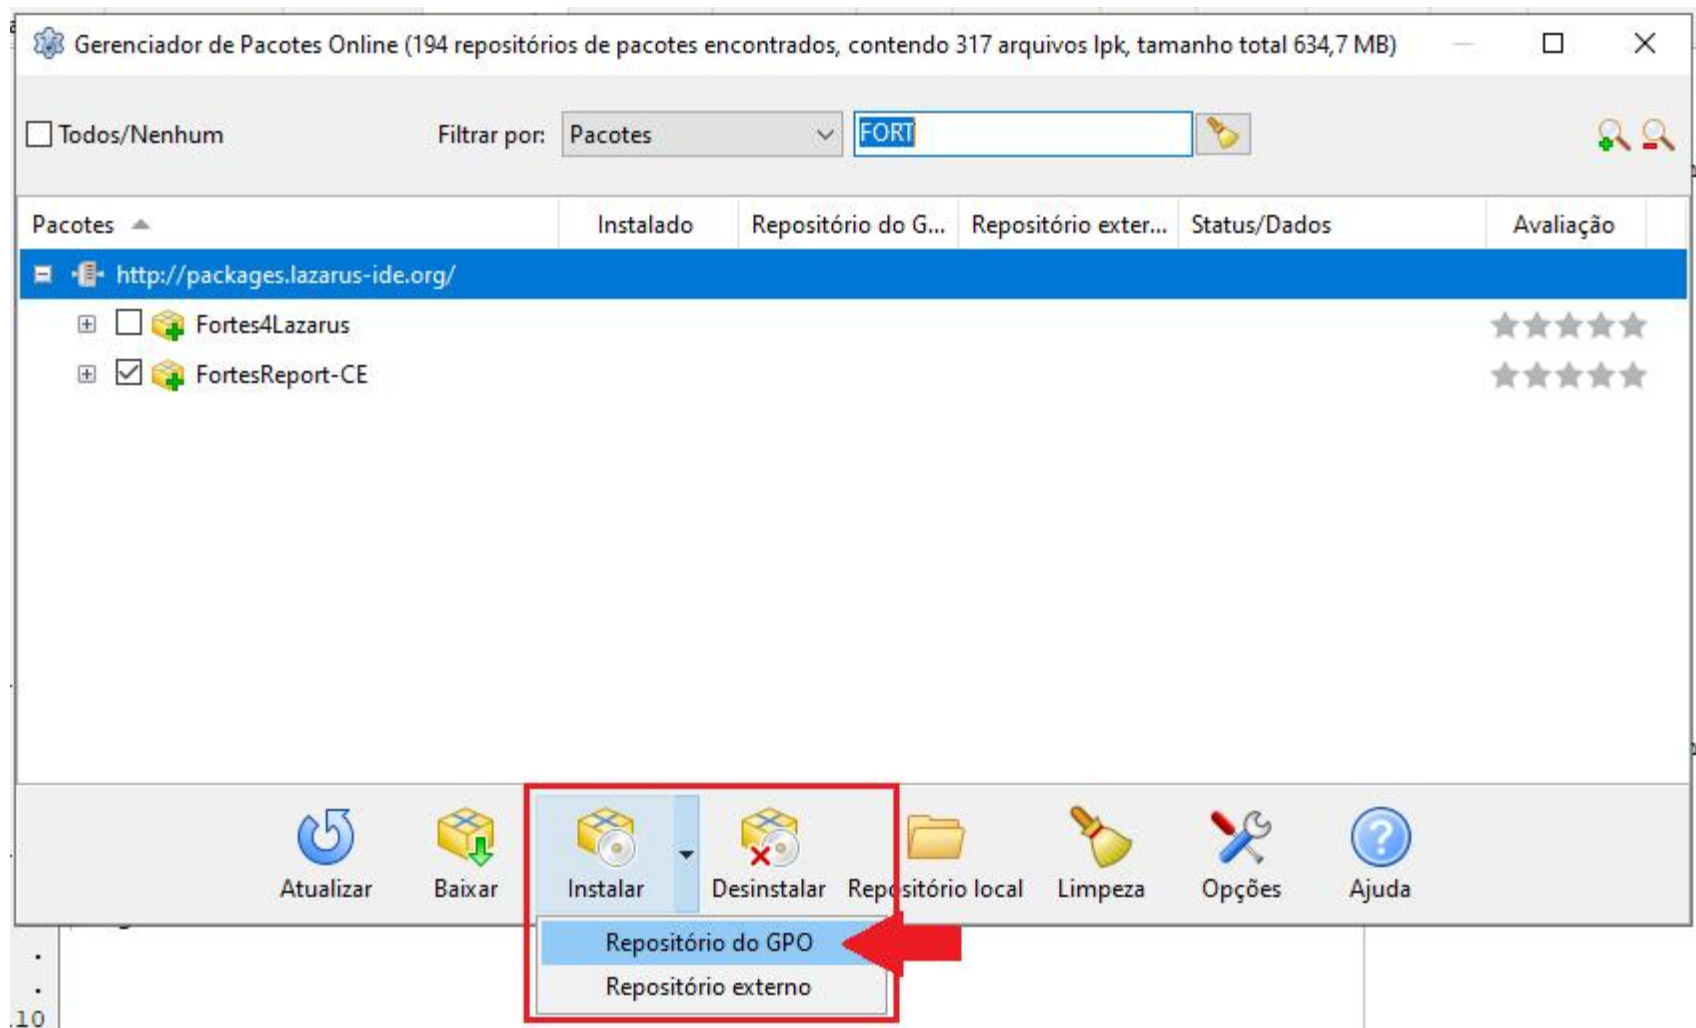 Gerenciador de Pacotes Online (194 repositórios de pacotes encontrados, contendo 317 arquivos lpk, tamanho total 634,7 MB)
Todos/Nenhum Filtrar por: Pacotes FORT
Pacotes Instalado Repositório do G... Repositório exter... Status/Dados Avaliação
http://packages.lazarus-ide.org/
Fortes4Lazarus
FortesReport-CE
Atualizar Baixar Instalar Desinstalar Repositório local Limpeza Opções Ajuda
Repositório do GPO
Repositório externo
10